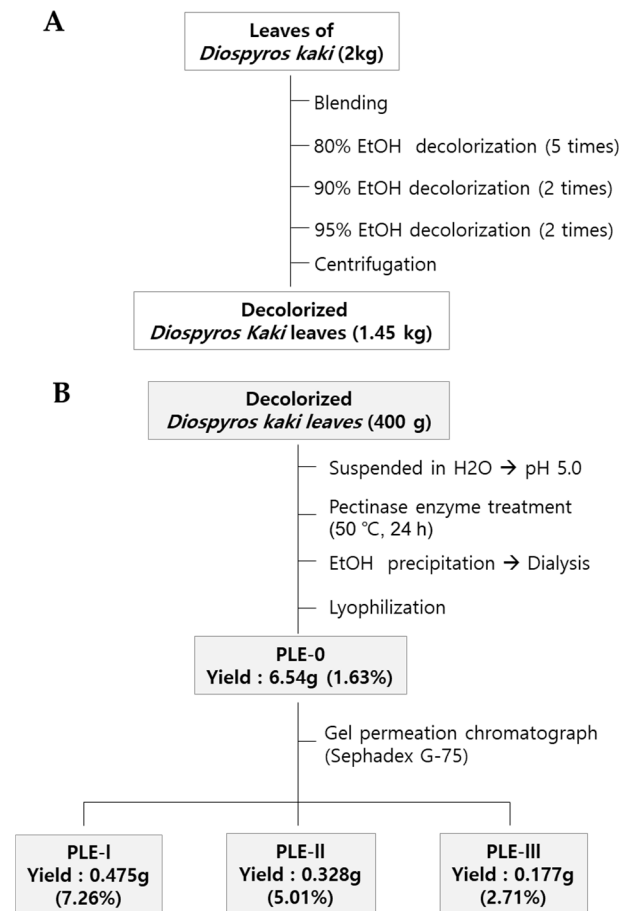 A
Leaves of
Diospyros kaki (2kg)
Blending
80% EtOH decolorization (5 times)
90% EtOH decolorization (2 times)
95% EtOH decolorization (2 times)
Centrifugation
Decolorized
Diospyros Kaki leaves (1.45 kg)
B
Decolorized
Diospyros kaki leaves (400 g)
Suspended in H2O → pH 5.0
Pectinase enzyme treatment
(50 ℃, 24 h)
EtOH precipitation → Dialysis
Lyophilization
PLE-0
Yield : 6.54g (1.63%)
Gel permeation chromatograph
(Sephadex G-75)
PLE-I
Yield : 0.475g
(7.26%)
PLE-II
Yield : 0.328g
(5.01%)
PLE-III
Yield : 0.177g
(2.71%)